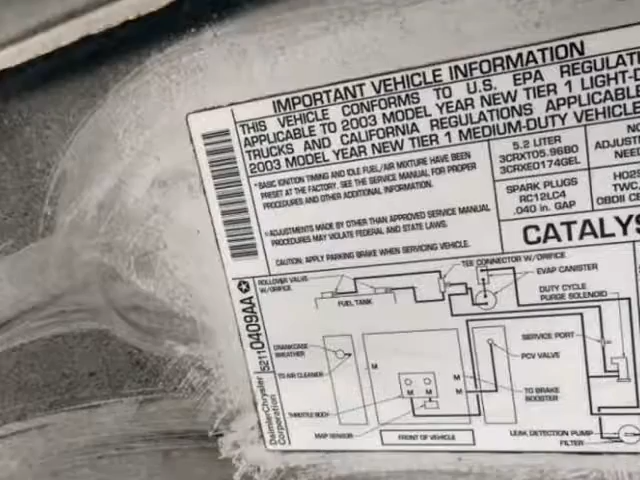 IMPORTANT VEHICLE INFORMATION
THIS VEHICLE CONFORMS TO U.S. EPA REGULATI
APPLICABLE TO 2003 MODEL YEAR NEW TIER 1 LIGHT-
TRUCKS AND CALIFORNIA REGULATIONS APPLICABLE
2003 MODEL YEAR NEW TIER 1 MEDIUM-DUTY VEHICLE
*BASIC IGNITION TIMING AND IDLE FUEL/AIR MIXTURE HAVE BEEN
PRESET AT THE FACTORY. SEE THE SERVICE MANUAL FOR PROPER
PROCEDURES AND OTHER ADDITIONAL INFORMATION.
*ADJUSTMENTS MADE BY OTHER THAN APPROVED SERVICE MANUAL
PROCEDURES MAY VIOLATE FEDERAL AND STATE LAWS.
CAUTION: APPLY PARKING BRAKE WHEN SERVICING VEHICLE.
5.2 LITER
3CRXT05.96B0
3CRXE0174GEL
SPARK PLUGS
RC12LC4
.040 in. GAP
ADJUSTM
NEED
HO2S
TWC
OBDII C
CATALYS
TEE CONNECTOR W/ORIFICE
ROLLOVER VALVE
W/ORIFICE
EVAP CANISTER
FUEL TANK
DUTY CYCLE
PURGE SOLENOID
SERVICE PORT
CRANKCASE
BREATHER
PCV VALVE
TO AIR CLEANER
M
M
M
M
M
TO BRAKE
BOOSTER
THROTTLE BODY
MAP SENSOR
FRONT OF VEHICLE
LEAK DETECTION PUMP
FILTER
52110409AA
DaimlerChrysler
Corporation